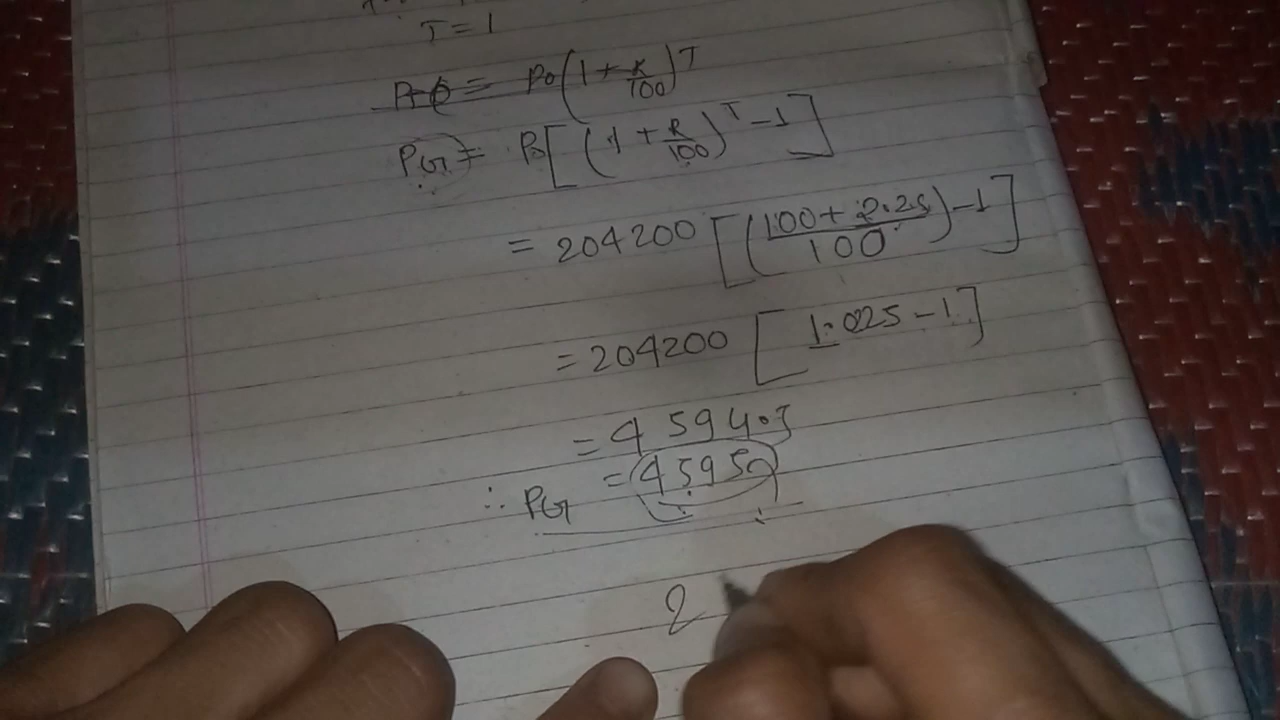 T = 1
PG = P₀(1 + R/100)^T
PG = P₀[(1 + R/100)^T - 1]
= 204200 [(100 + 2.25/100) - 1]
= 204200 [1.025 - 1]
= 4594.5
= 4595
∴ PG
2